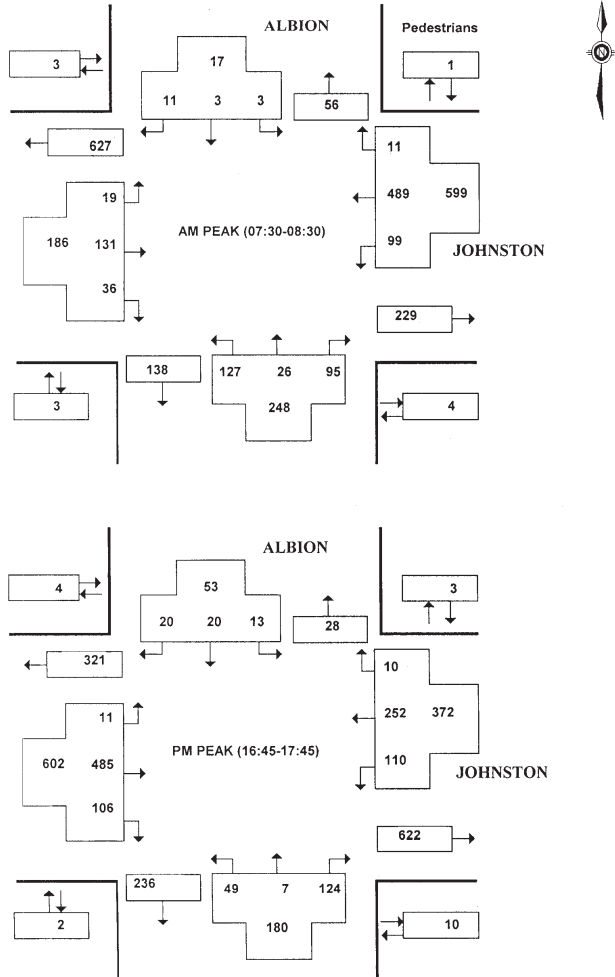 ALBION
Pedestrians
N
3
17
11 3 3
1
56
627
11
489 599
99
19
186 131
36
AM PEAK (07:30-08:30)
JOHNSTON
229
138
127 26 95
248
3
4
ALBION
4
53
20 20 13
3
28
321
10
252 372
110
11
602 485
106
PM PEAK (16:45-17:45)
JOHNSTON
622
236
49 7 124
180
2
10